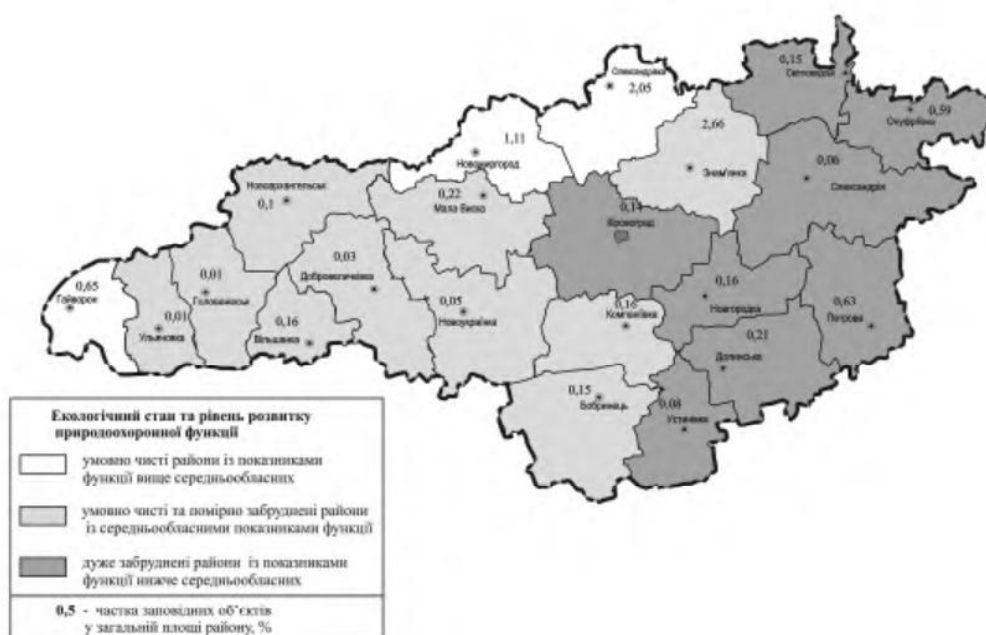 0,15
Світловодськ
Олександрівка
2,05
0,59
Онуфріївка
2,66
1,11
Новомиргород
Знам'янка
0,06
Олександрія
Новоархангельськ
0,1
0,22
Мала Виска
0,14
Кіровоград
0,03
Добровеличківка
0,01
Голованівськ
0,65
Гайворон
0,16
Новгородка
0,63
Петрове
0,05
Новоукраїнка
0,16
Компаніївка
0,01
Ульяновка
0,16
Вільшанка
0,21
Долинська
0,15
Бобринець
0,08
Устинівка
Екологічний стан та рівень розвитку
природоохоронної функції
умовно чисті райони із показниками
функції вище середньообласних
умовно чисті та помірно забруднені райони
із середньообласними показниками функції
дуже забруднені райони із показниками
функції нижче середньообласних
0,5 - частка заповідних об'єктів
у загальній площі району, %